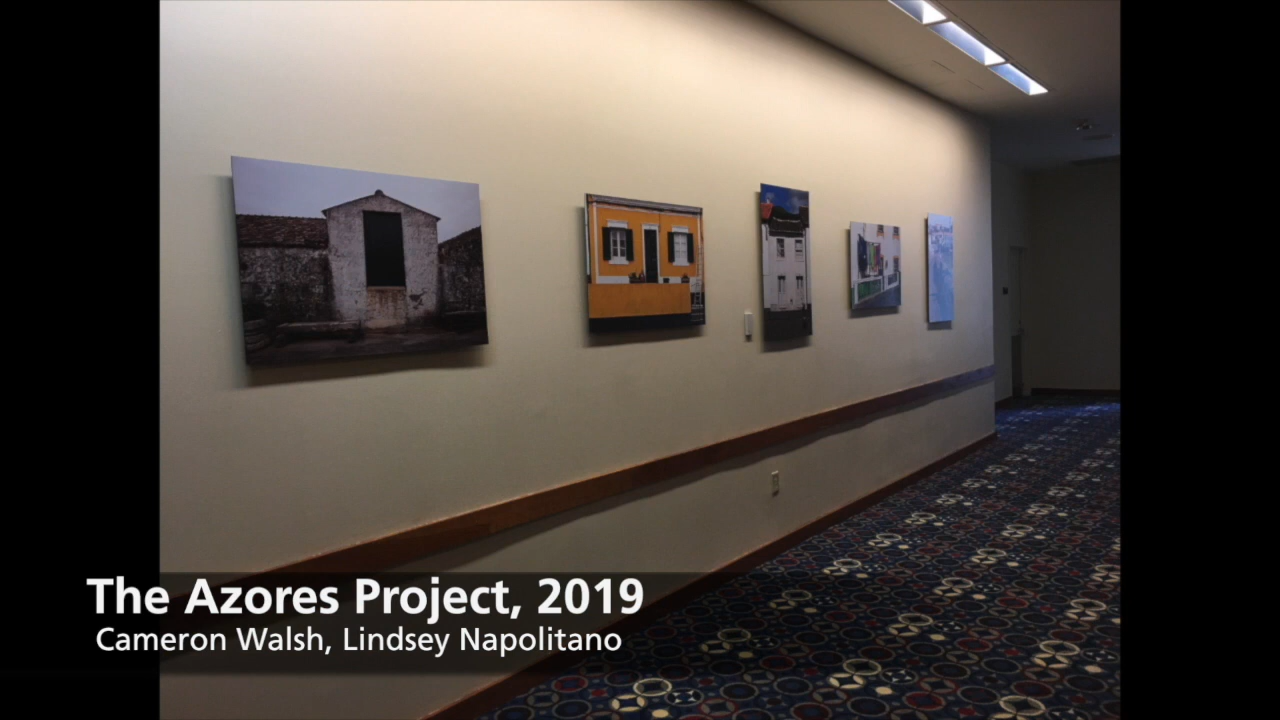 The Azores Project, 2019
Cameron Walsh, Lindsey Napolitano